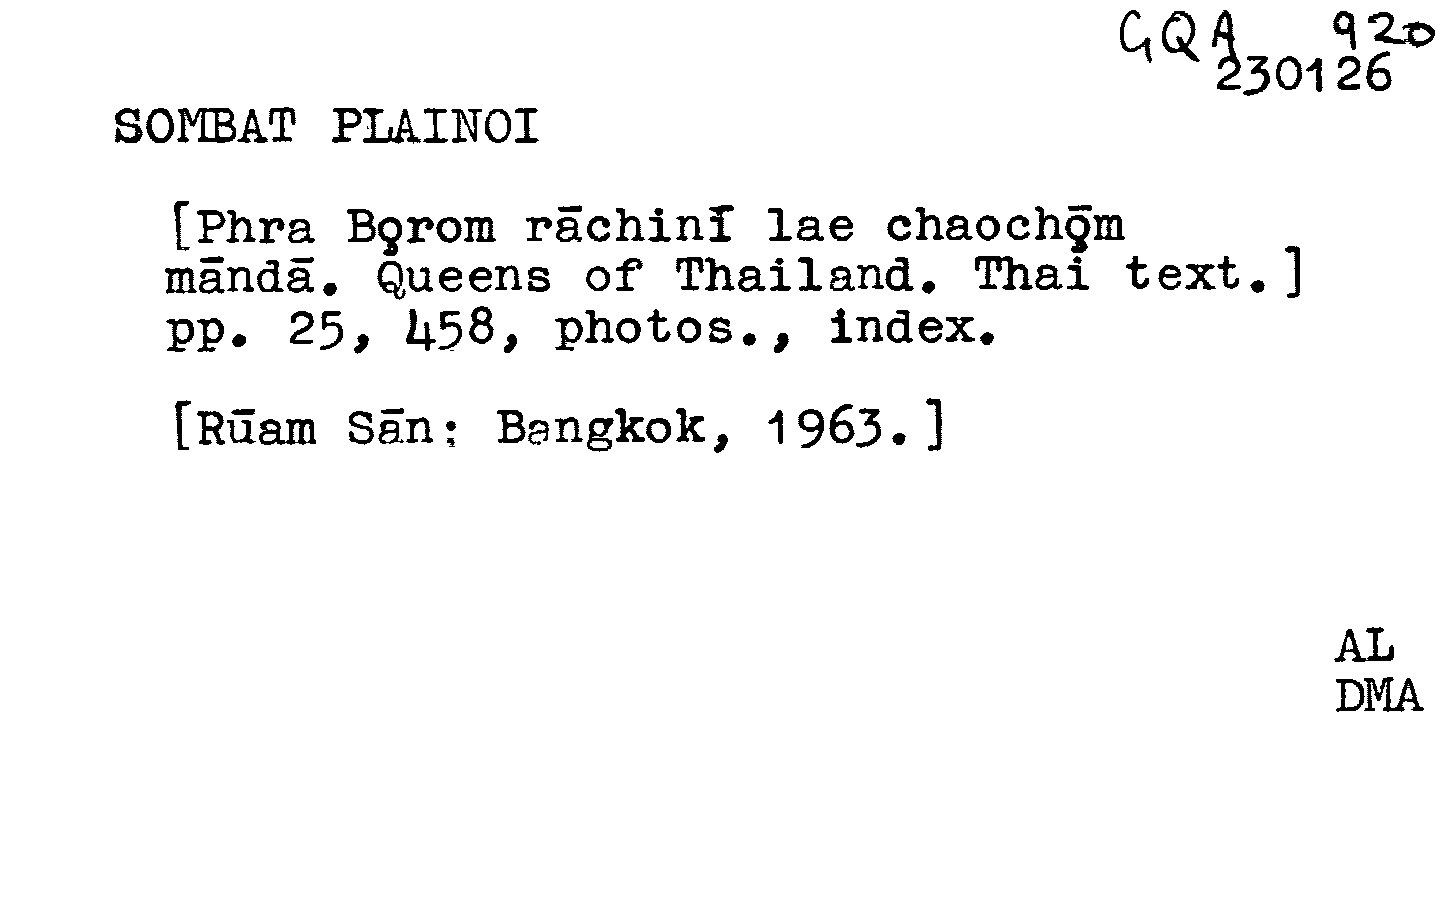 GQA 920
230126
SOMBAT PLAINOI
[Phra Bǫrom rāchinī lae chaochǭm
māndā. Queens of Thailand. Thai text.]
pp. 25, 458, photos., index.
[Rūam Sān: Bangkok, 1963.]
AL
DMA